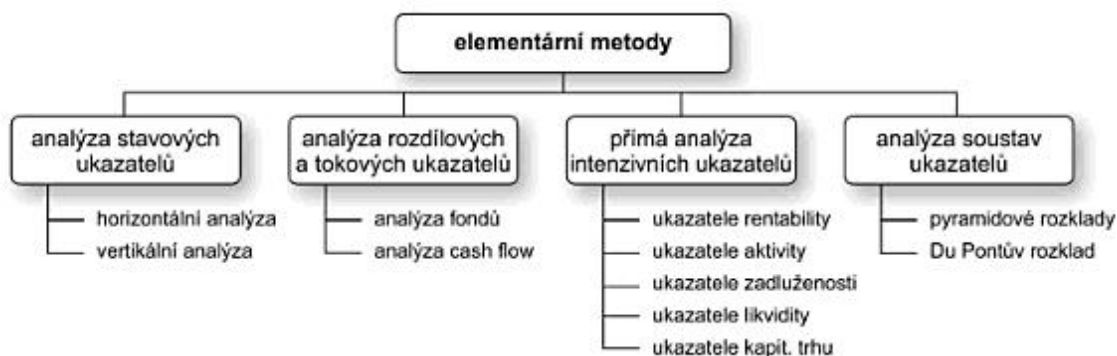 elementární metody
analýza stavových
ukazatelů
horizontální analýza
vertikální analýza
analýza rozdílových
a tokových ukazatelů
analýza fondů
analýza cash flow
přímá analýza
intenzivních ukazatelů
ukazatele rentability
ukazatele aktivity
ukazatele zadluženosti
ukazatele likvidity
ukazatele kapit. trhu
analýza soustav
ukazatelů
pyramidové rozklady
Du Pontův rozklad